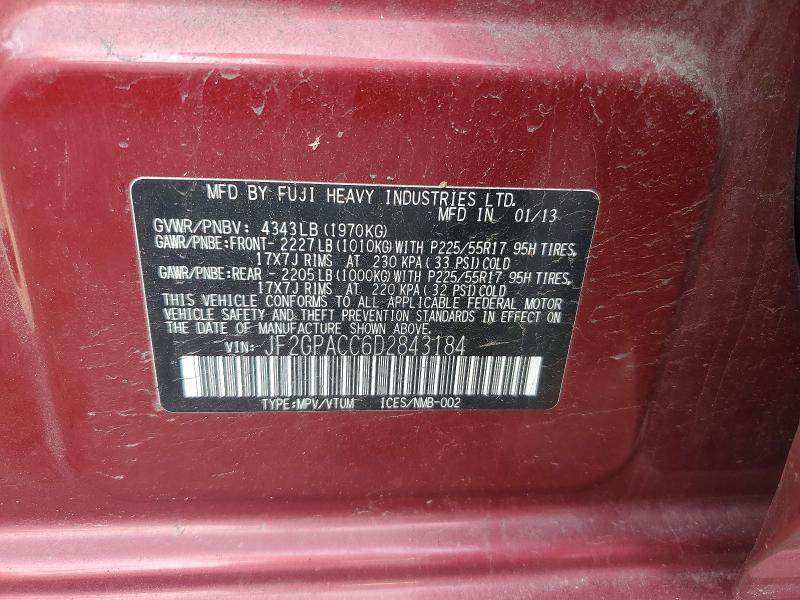 MFD BY FUJI HEAVY INDUSTRIES LTD.
MFD IN 01/13
GVWR/PNBV: 4343LB(1970KG)
GAWR/PNBE:FRONT- 2227LB(1010KG)WITH P225/55R17 95H TIRES,
17X7J RIMS AT 230 KPA(33 PSI)COLD
GAWR/PNBE:REAR - 2205LB(1000KG)WITH P225/55R17 95H TIRES,
17X7J RIMS AT 220 KPA(32 PSI)COLD
THIS VEHICLE CONFORMS TO ALL APPLICABLE FEDERAL MOTOR
VEHICLE SAFETY AND THEFT PREVENTION STANDARDS IN EFFECT ON
THE DATE OF MANUFACTURE SHOWN ABOVE.
VIN: JF2GPACC6D2843184
TYPE:MPV/VTUM ICES/NMB-002